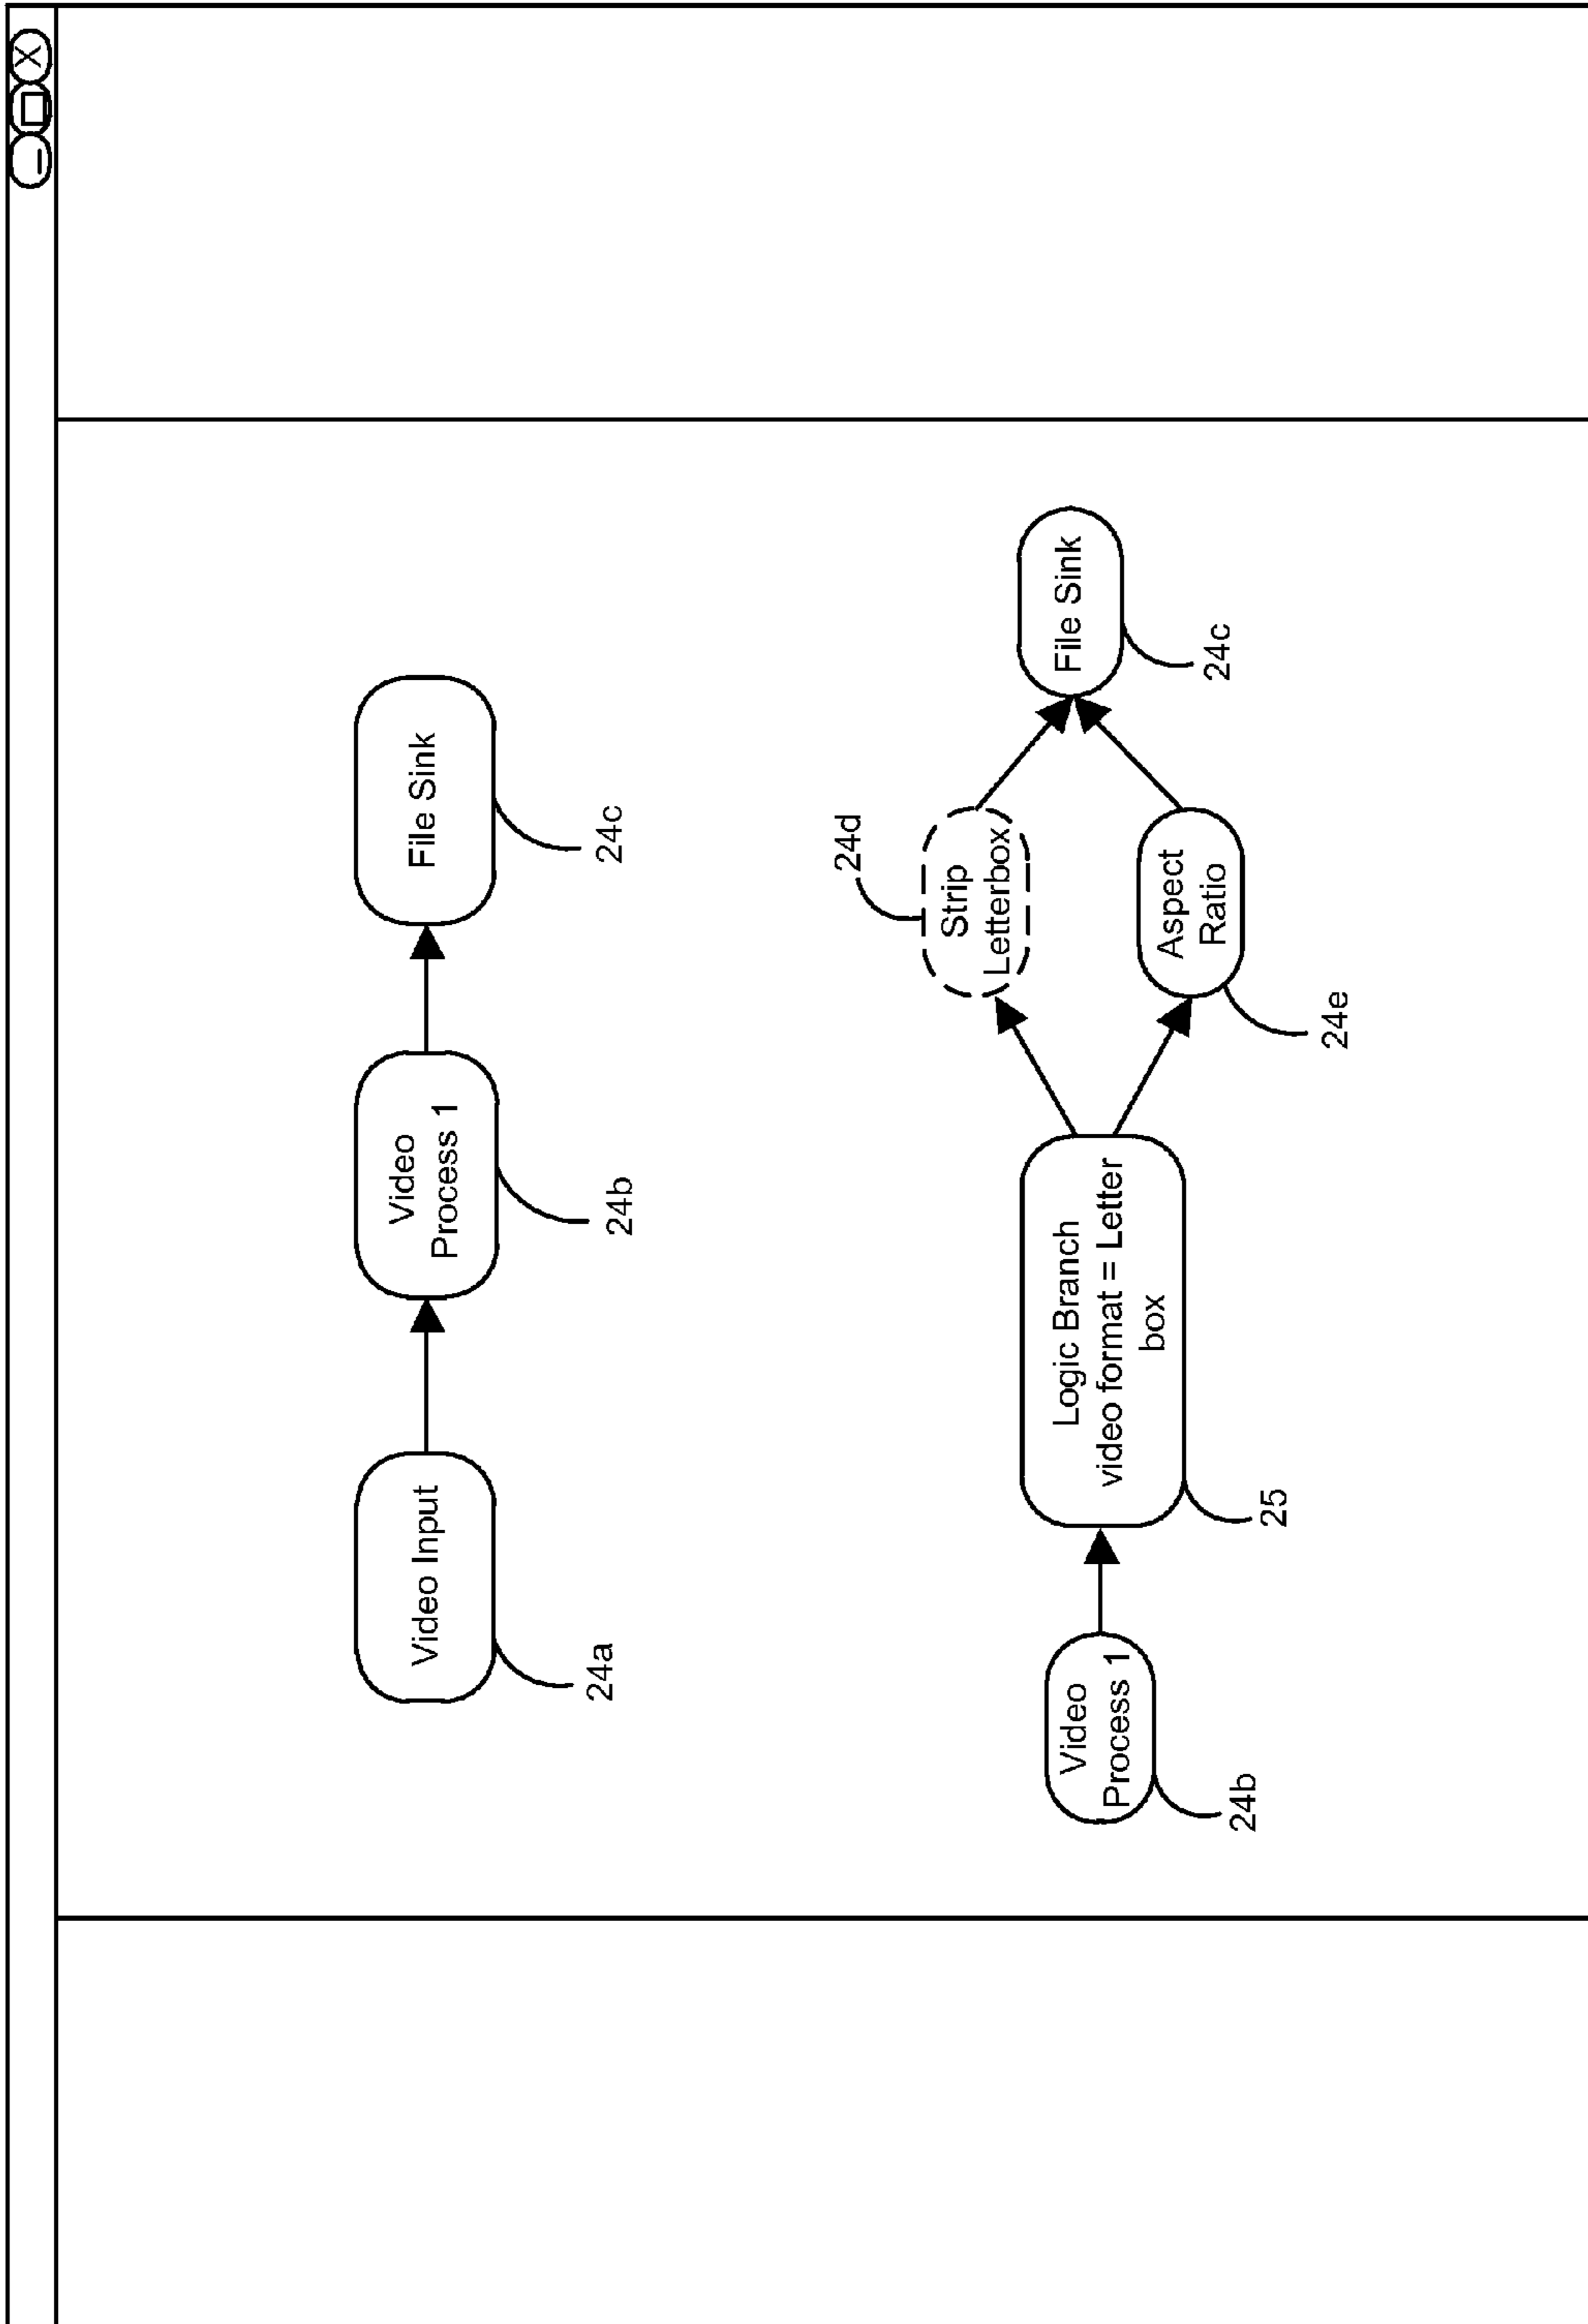 Video Input
24a
Video
Process 1
24b
File Sink
24c
Video
Process 1
24b
Logic Branch
video format = Letter
box
25
Strip
Letterbox
24d
Aspect
Ratio
24e
File Sink
24c